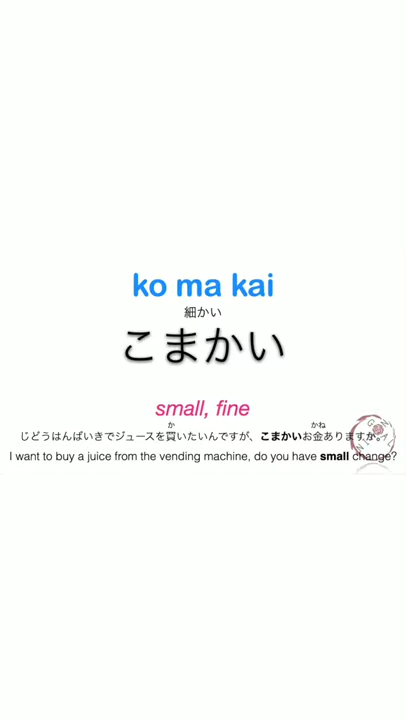 ko ma kai
細かい
こまかい
small, fine
か かね
じどうはんばいきでジュースを買いたいんですが、こまかいお金ありますか。
I want to buy a juice from the vending machine, do you have small change?